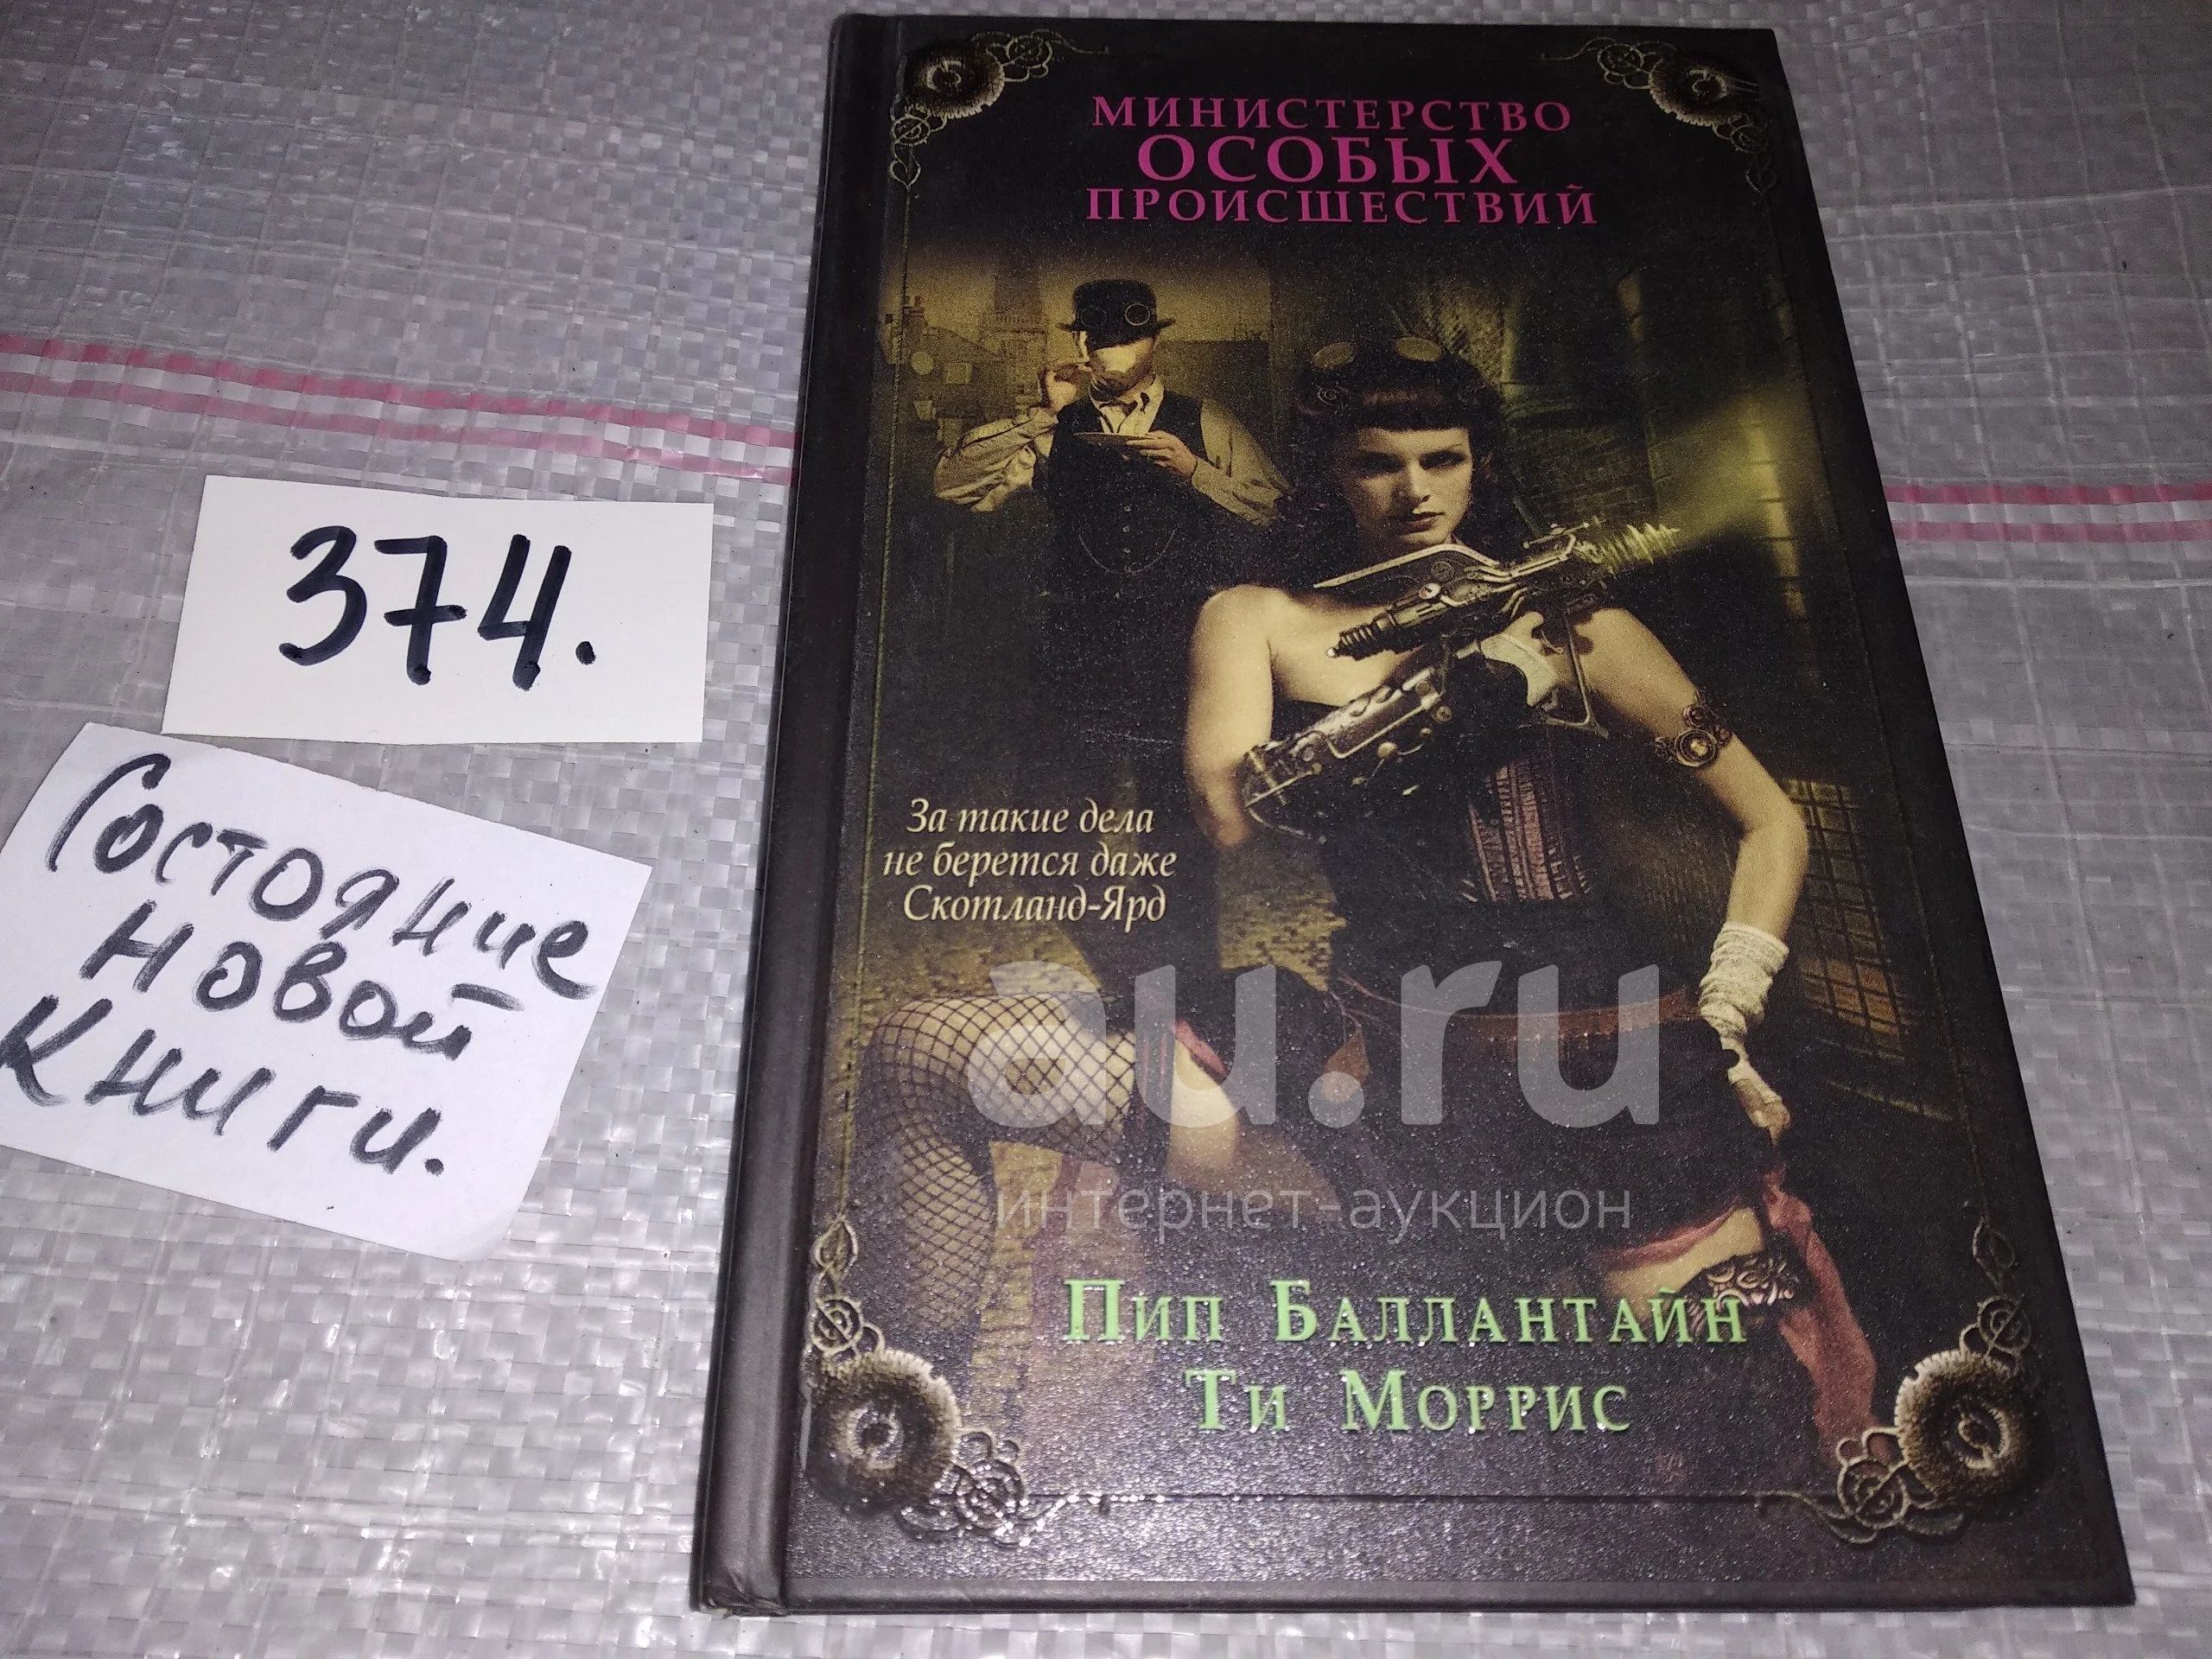 МИНИСТЕРСТВО
ОСОБЫХ
ПРОИСШЕСТВИЙ
374.
Состояние
новой
книги.
За такие дела
не берется даже
Скотланд-Ярд
au.ru
интернет-аукцион
Пип Баллантайн
Ти Моррис